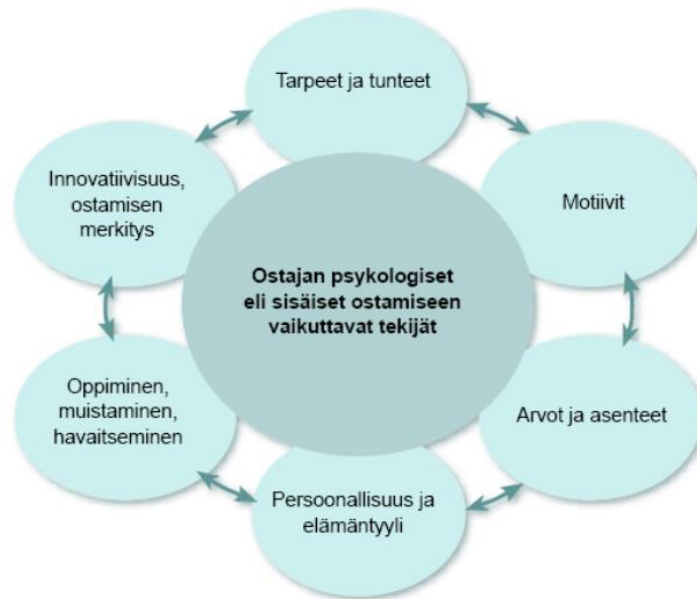 Tarpeet ja tunteet
Motiivit
Arvot ja asenteet
Persoonallisuus ja
elämäntyyli
Oppiminen,
muistaminen,
havaitseminen
Innovatiivisuus,
ostamisen
merkitys
Ostajan psykologiset
eli sisäiset ostamiseen
vaikuttavat tekijät